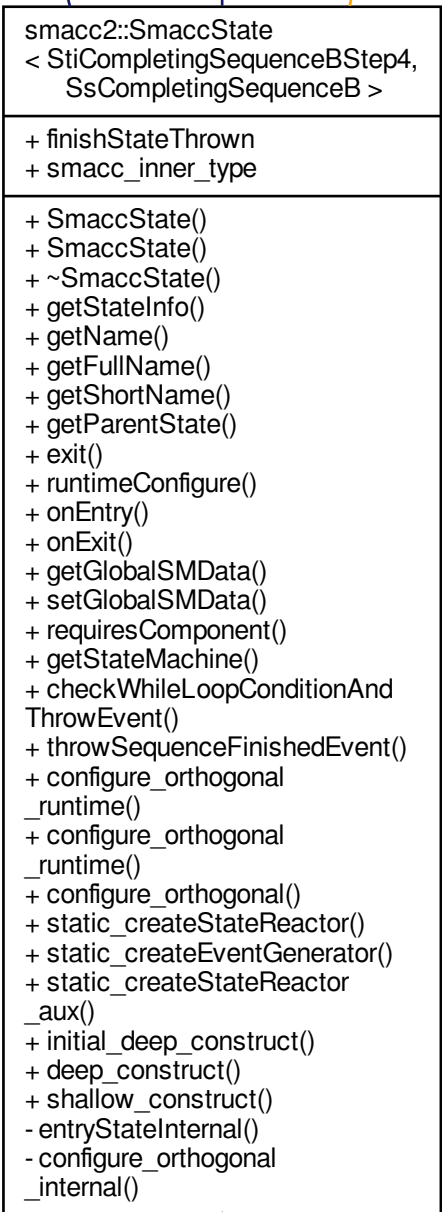 smacc2::SmaccState
< StiCompletingSequenceBStep4,
SsCompletingSequenceB >
+ finishStateThrown
+ smacc_inner_type
+ SmaccState()
+ SmaccState()
+ ~SmaccState()
+ getStateInfo()
+ getName()
+ getFullName()
+ getShortName()
+ getParentState()
+ exit()
+ runtimeConfigure()
+ onEntry()
+ onExit()
+ getGlobalSMData()
+ setGlobalSMData()
+ requiresComponent()
+ getStateMachine()
+ checkWhileLoopConditionAnd
ThrowEvent()
+ throwSequenceFinishedEvent()
+ configure_orthogonal
_runtime()
+ configure_orthogonal
_runtime()
+ configure_orthogonal()
+ static_createStateReactor()
+ static_createEventGenerator()
+ static_createStateReactor
_aux()
+ initial_deep_construct()
+ deep_construct()
+ shallow_construct()
- entryStateInternal()
- configure_orthogonal
_internal()